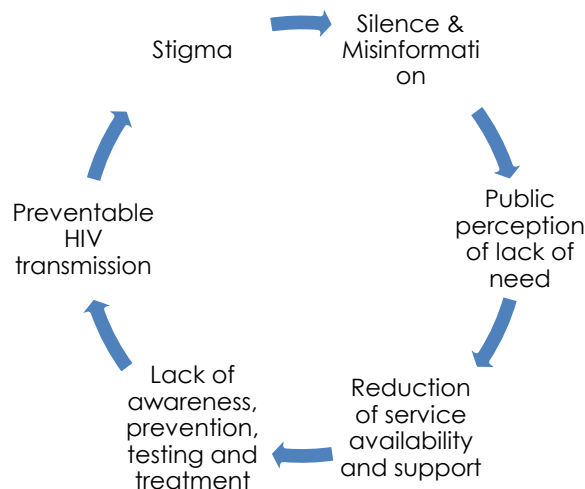 Stigma
Silence &
Misinformati
on
Public
perception
of lack of
need
Reduction
of service
availability
and support
Lack of
awareness,
prevention,
testing and
treatment
Preventable
HIV
transmission